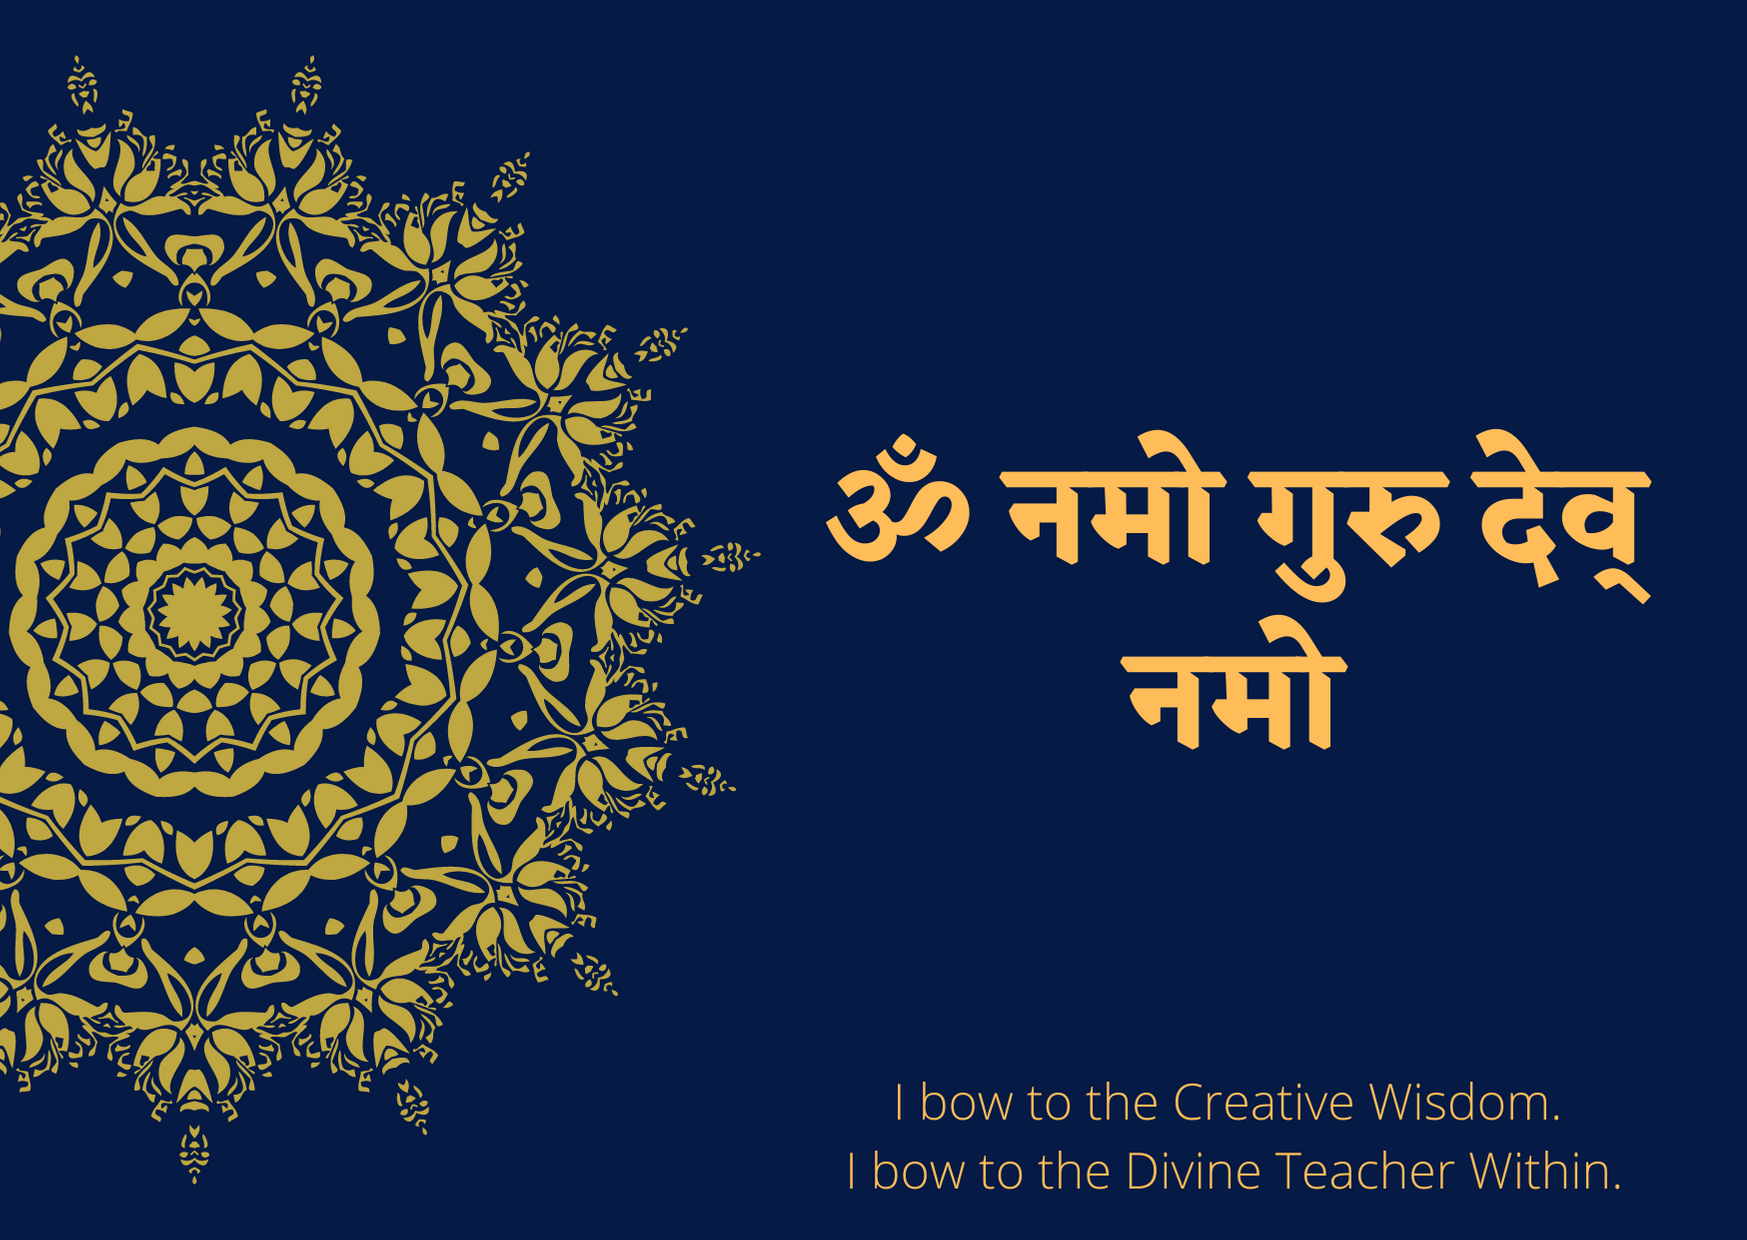 ॐ नमो गुरु देव्
नमो
I bow to the Creative Wisdom.
I bow to the Divine Teacher Within.